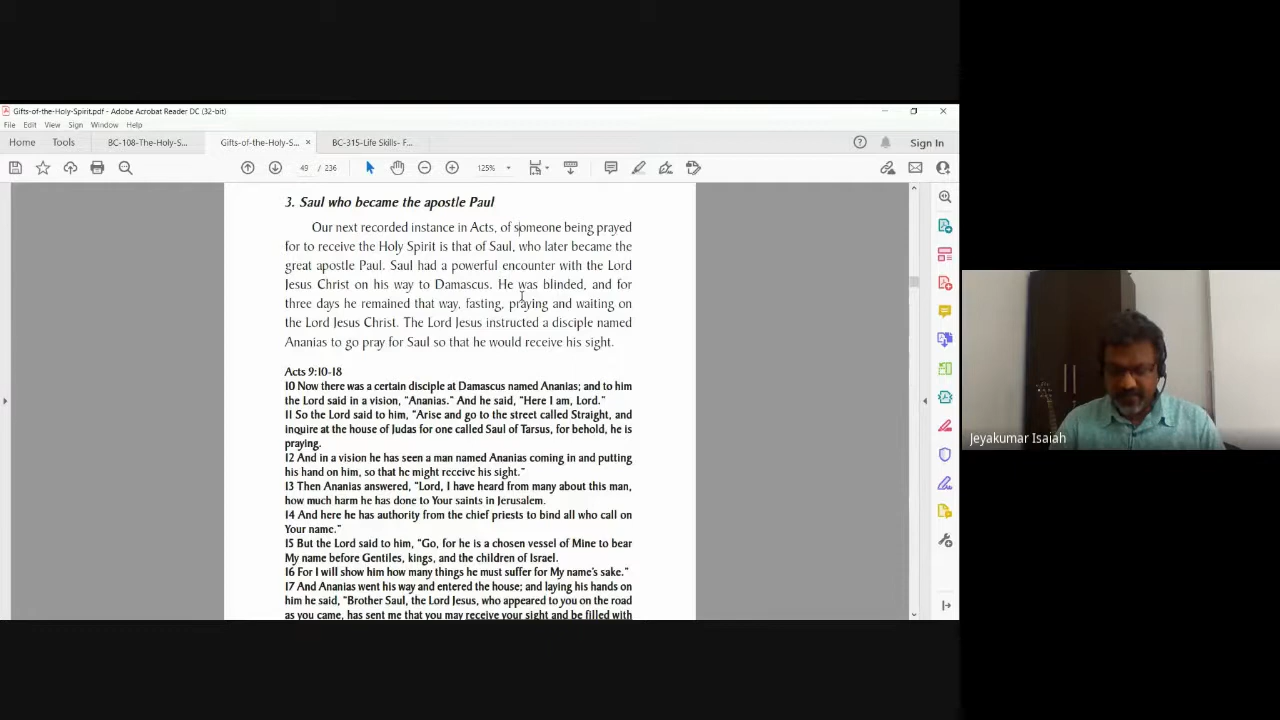 Gifts-of-the-Holy-Spirit.pdf - Adobe Acrobat Reader DC (32-bit)
File Edit View Sign Window Help
Home Tools BC-108-The-Holy-S... Gifts-of-the-Holy-S... × BC-315-Life Skills- F... Sign In
49 / 236 125%
3. Saul who became the apostle Paul
Our next recorded instance in Acts, of someone being prayed
for to receive the Holy Spirit is that of Saul, who later became the
great apostle Paul. Saul had a powerful encounter with the Lord
Jesus Christ on his way to Damascus. He was blinded, and for
three days he remained that way, fasting, praying and waiting on
the Lord Jesus Christ. The Lord Jesus instructed a disciple named
Ananias to go pray for Saul so that he would receive his sight.
Acts 9:10-18
10 Now there was a certain disciple at Damascus named Ananias; and to him
the Lord said in a vision, “Ananias.” And he said, “Here I am, Lord.”
11 So the Lord said to him, “Arise and go to the street called Straight, and
inquire at the house of Judas for one called Saul of Tarsus, for behold, he is
praying.
12 And in a vision he has seen a man named Ananias coming in and putting
his hand on him, so that he might receive his sight.”
13 Then Ananias answered, “Lord, I have heard from many about this man,
how much harm he has done to Your saints in Jerusalem.
14 And here he has authority from the chief priests to bind all who call on
Your name.”
15 But the Lord said to him, “Go, for he is a chosen vessel of Mine to bear
My name before Gentiles, kings, and the children of Israel.
16 For I will show him how many things he must suffer for My name’s sake.”
17 And Ananias went his way and entered the house; and laying his hands on
him he said, “Brother Saul, the Lord Jesus, who appeared to you on the road
as you came, has sent me that you may receive your sight and be filled with
Jeyakumar Isaiah